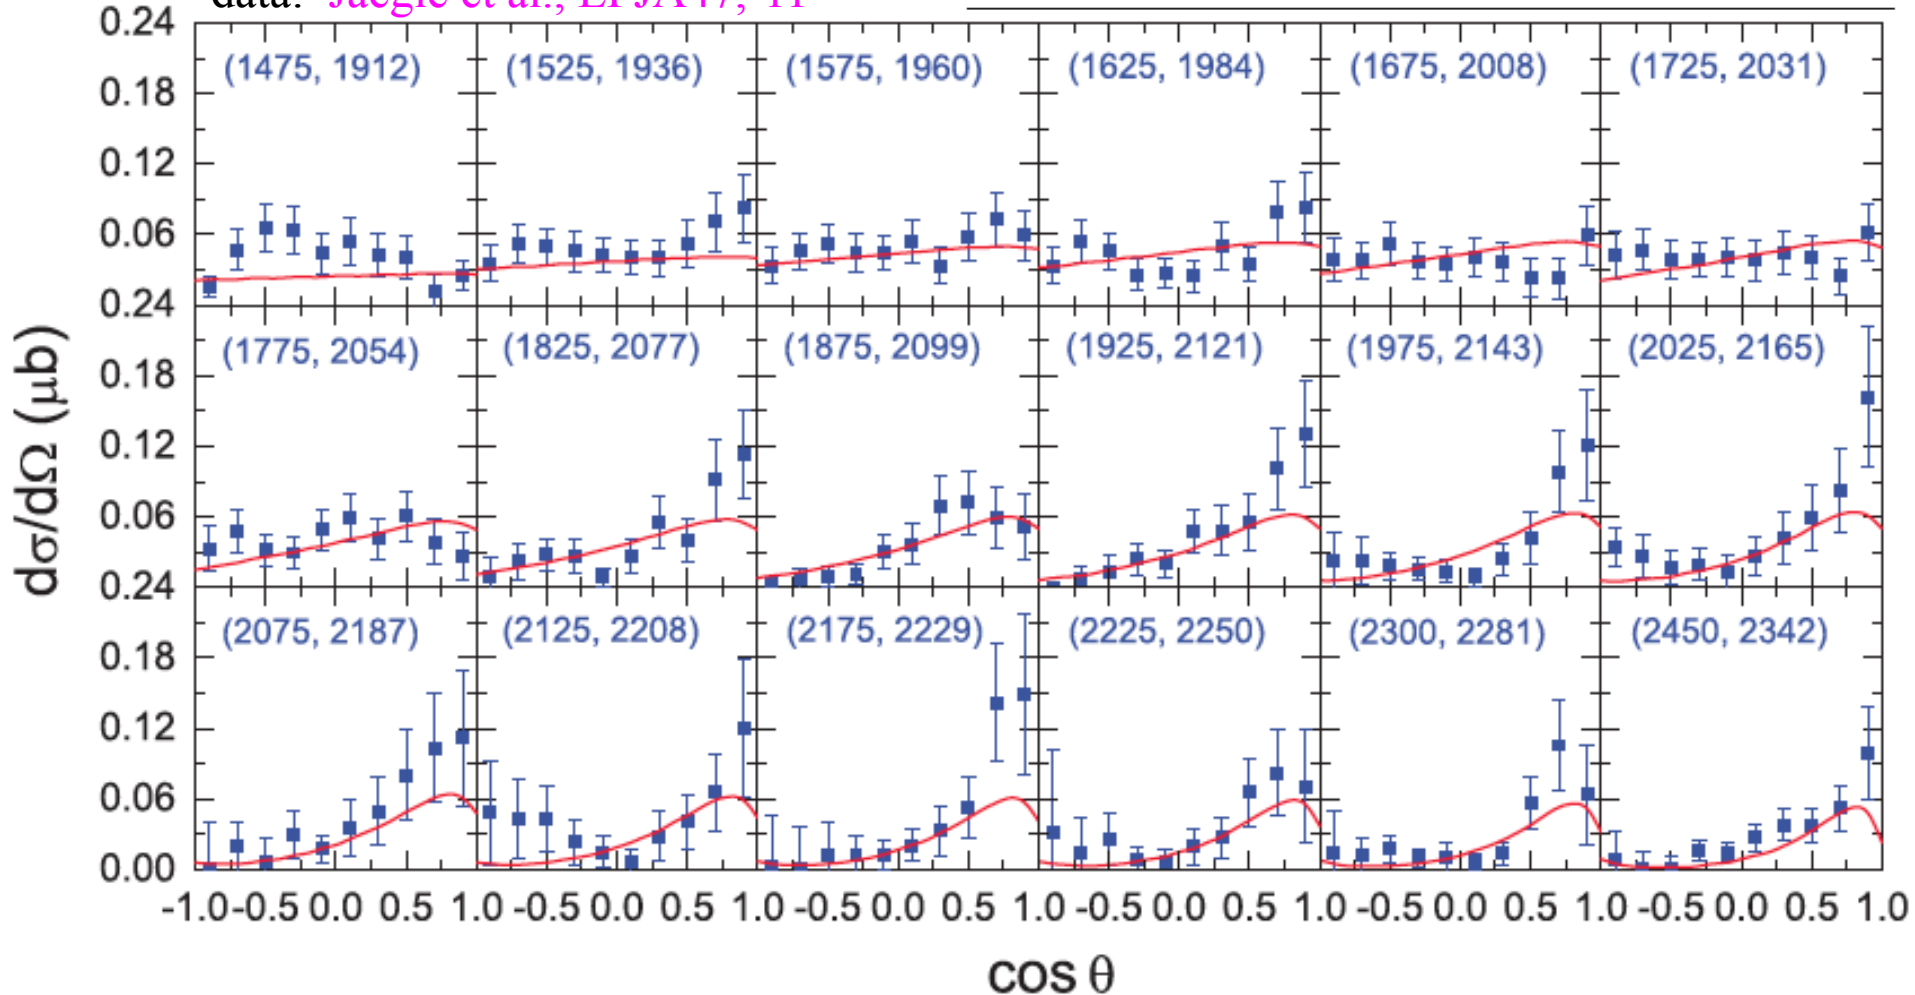 data: Jaegle et al., EPJA47, 11
0.24
(1475, 1912) (1525, 1936) (1575, 1960) (1625, 1984) (1675, 2008) (1725, 2031)
0.18
0.12
0.06
0.24
(1775, 2054) (1825, 2077) (1875, 2099) (1925, 2121) (1975, 2143) (2025, 2165)
0.18
0.12
0.06
0.24
(2075, 2187) (2125, 2208) (2175, 2229) (2225, 2250) (2300, 2281) (2450, 2342)
0.18
0.12
0.06
0.00
dσ/dΩ (μb)
-1.0 -0.5 0.0 0.5 1.0 -0.5 0.0 0.5 1.0 -0.5 0.0 0.5 1.0 -0.5 0.0 0.5 1.0 -0.5 0.0 0.5 1.0 -0.5 0.0 0.5 1.0
cos θ